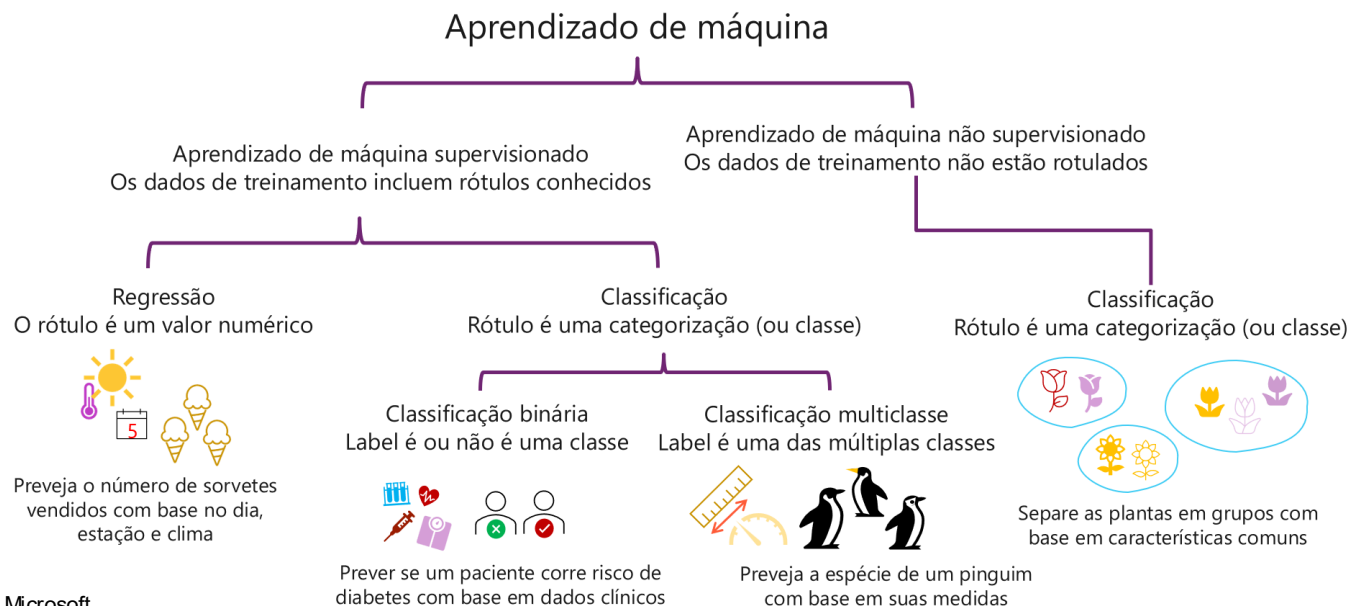 Aprendizado de máquina
Aprendizado de máquina supervisionado
Os dados de treinamento incluem rótulos conhecidos
Aprendizado de máquina não supervisionado
Os dados de treinamento não estão rotulados
Regressão
O rótulo é um valor numérico
5
Preveja o número de sorvetes
vendidos com base no dia,
estação e clima
Classificação
Rótulo é uma categorização (ou classe)
Classificação binária
Label é ou não é uma classe
Prever se um paciente corre risco de
diabetes com base em dados clínicos
Classificação multiclasse
Label é uma das múltiplas classes
Preveja a espécie de um pinguim
com base em suas medidas
Classificação
Rótulo é uma categorização (ou classe)
Separe as plantas em grupos com
base em características comuns
Microsoft